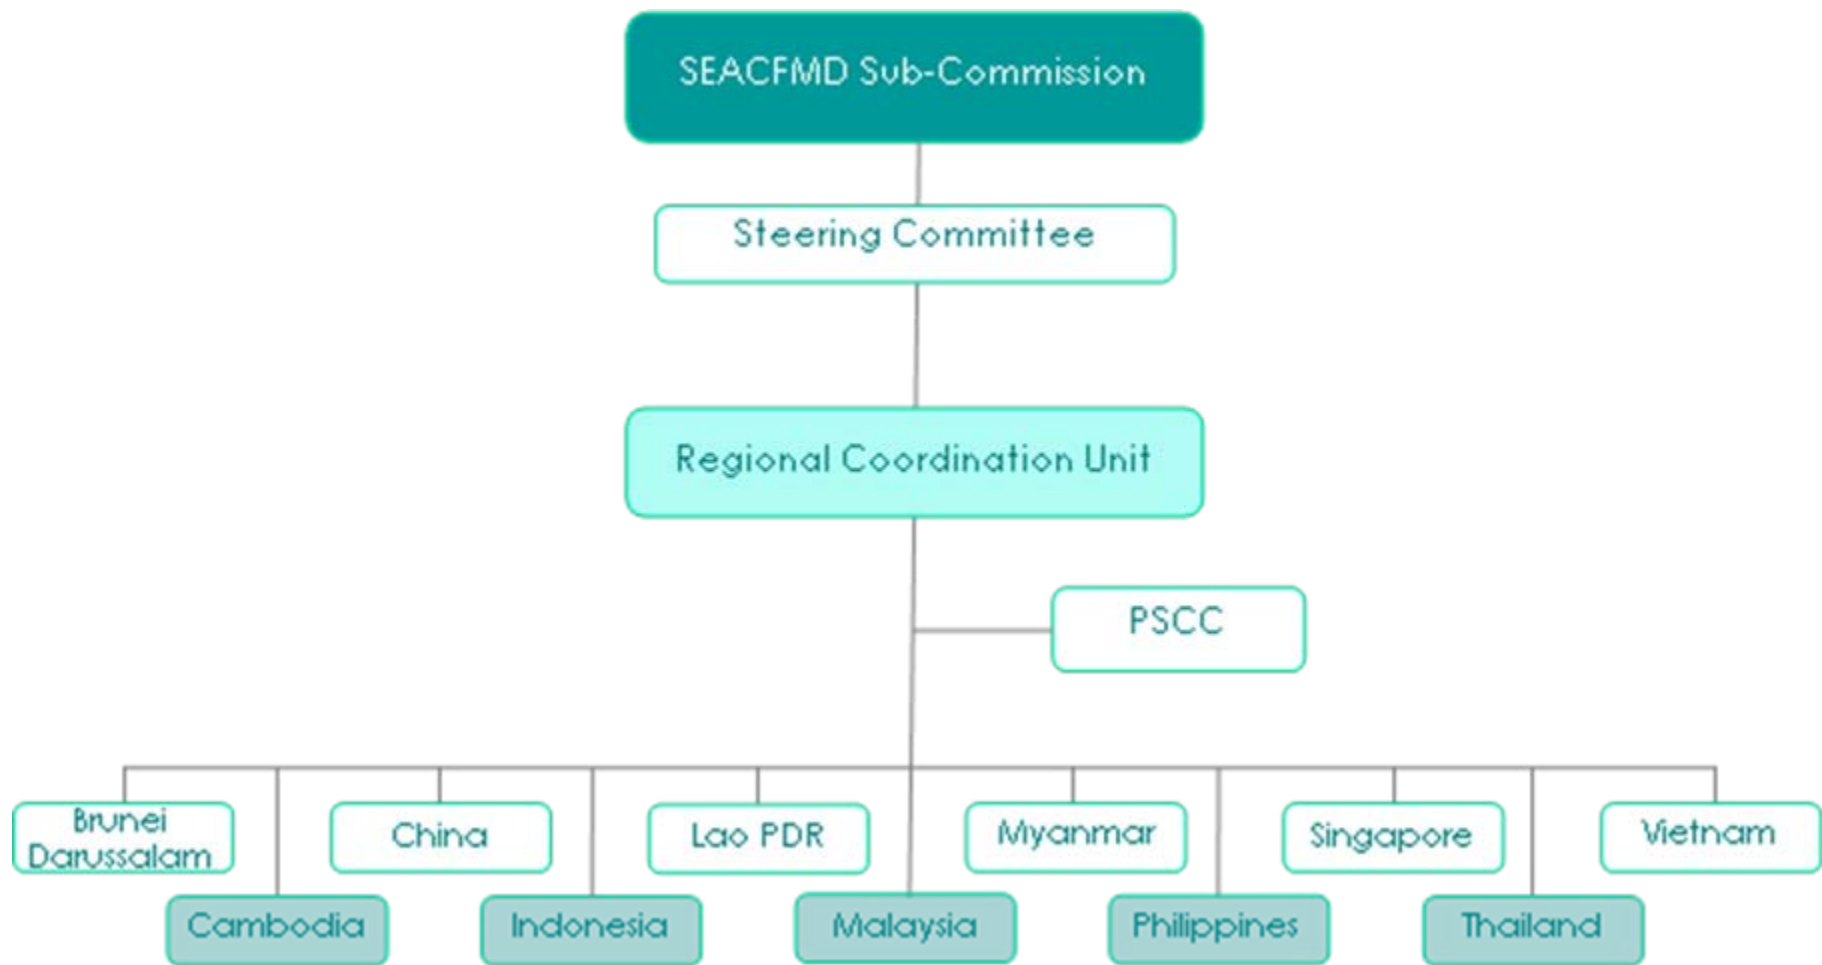 SEACFMD Sub-Commission
Steering Committee
Regional Coordination Unit
PSCC
Brunei
Darussalam
China
Lao PDR
Myanmar
Singapore
Vietnam
Cambodia
Indonesia
Malaysia
Philippines
Thailand